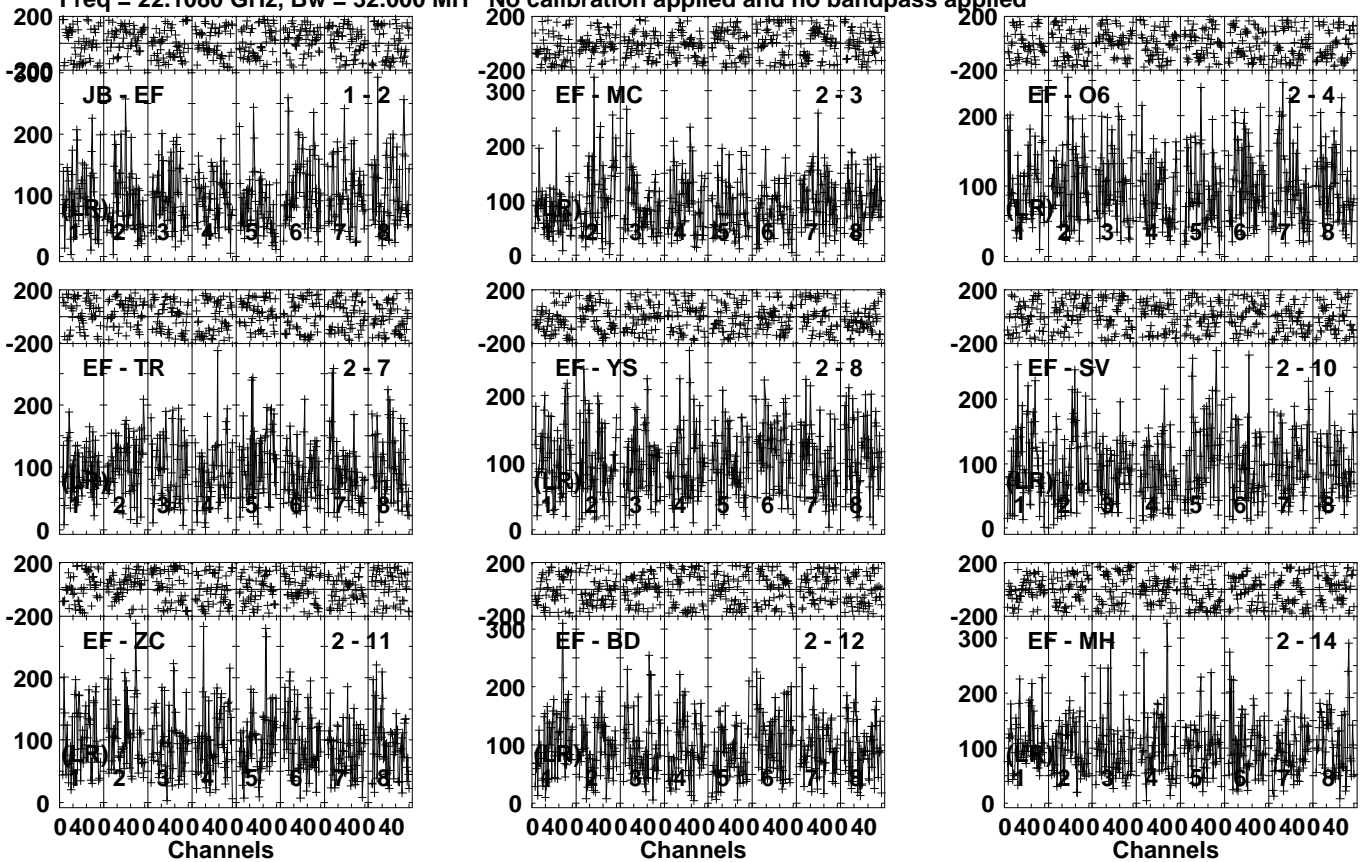 Freq = 22.1080 GHz, Bw = 32.000 MH No calibration applied and no bandpass applied
200 200 200
-200 -200 -200
300 300
JB - EF 1 - 2 EF - MC 2 - 3 EF - O6 2 - 4
200 200 200
100 100 100
(LR) (LR) (LR)
1 2 3 4 5 6 7 8 1 2 3 4 5 6 7 8 1 2 3 4 5 6 7 8
0 0 0
200 200 200
-200 -200 -200
EF - TR 2 - 7 EF - YS 2 - 8 EF - SV 2 - 10
200 200 200
100 100 100
(LR) (LR) (LR)
1 2 3 4 5 6 7 8 1 2 3 4 5 6 7 8 1 2 3 4 5 6 7 8
0 0 0
200 200 200
-200 -200 -200
300 300
EF - ZC 2 - 11 EF - BD 2 - 12 EF - MH 2 - 14
200 200 200
100 100 100
(LR) (LR) (LR)
1 2 3 4 5 6 7 8 1 2 3 4 5 6 7 8 1 2 3 4 5 6 7 8
0 0 0
0 40 0 40 0 40 0 40 0 40 0 40 0 40 0 40 0 40 0 40 0 40 0 40 0 40 0 40 0 40 0 40 0 40 0 40 0 40 0 40 0 40 0 40 0 40 0 40
Channels Channels Channels